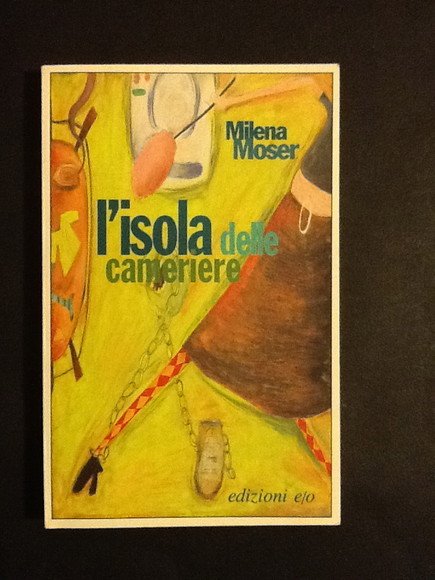 Milena
Moser
l'isola delle
cameriere
edizioni e/o